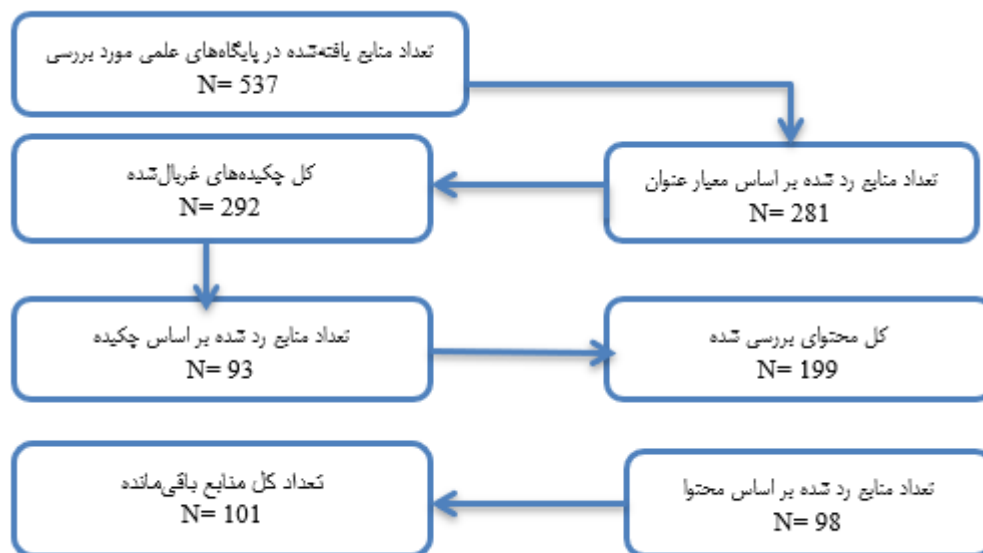 تعداد منابع یافته‌شده در پایگاه‌های علمی مورد بررسی
N= 537
تعداد منابع رد شده بر اساس معیار عنوان
N= 281
کل چکیده‌های غربال‌شده
N= 292
تعداد منابع رد شده بر اساس چکیده
N= 93
کل محتوای بررسی شده
N= 199
تعداد منابع رد شده بر اساس محتوا
N= 98
تعداد کل منابع باقی‌مانده
N= 101